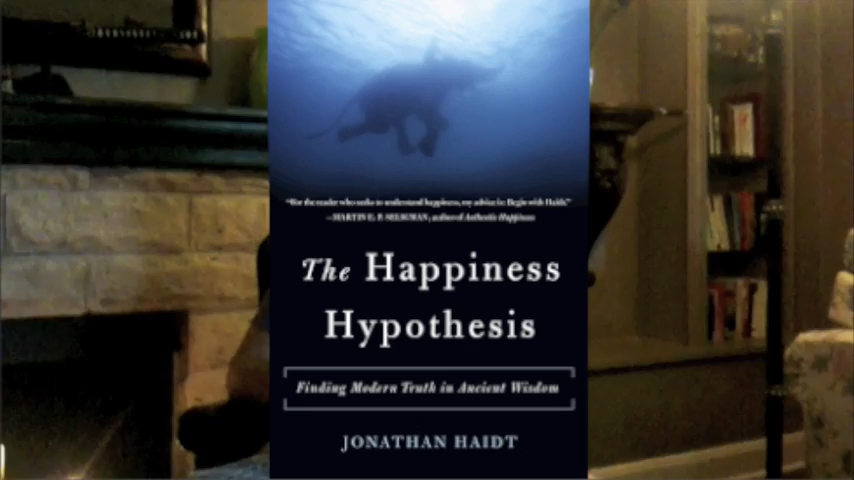 “For the reader who seeks to understand happiness, my advice is: Begin with Haidt.”
—MARTIN E. P. SELIGMAN, author of Authentic Happiness
The Happiness
Hypothesis
Finding Modern Truth in Ancient Wisdom
JONATHAN HAIDT